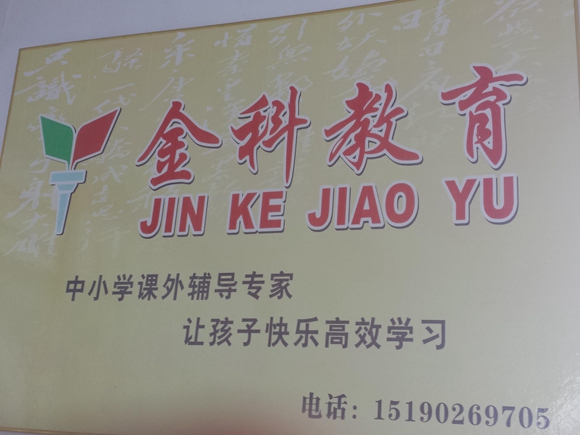 金科教育
JIN KE JIAO YU
中小学课外辅导专家
让孩子快乐高效学习
电话: 15190269705